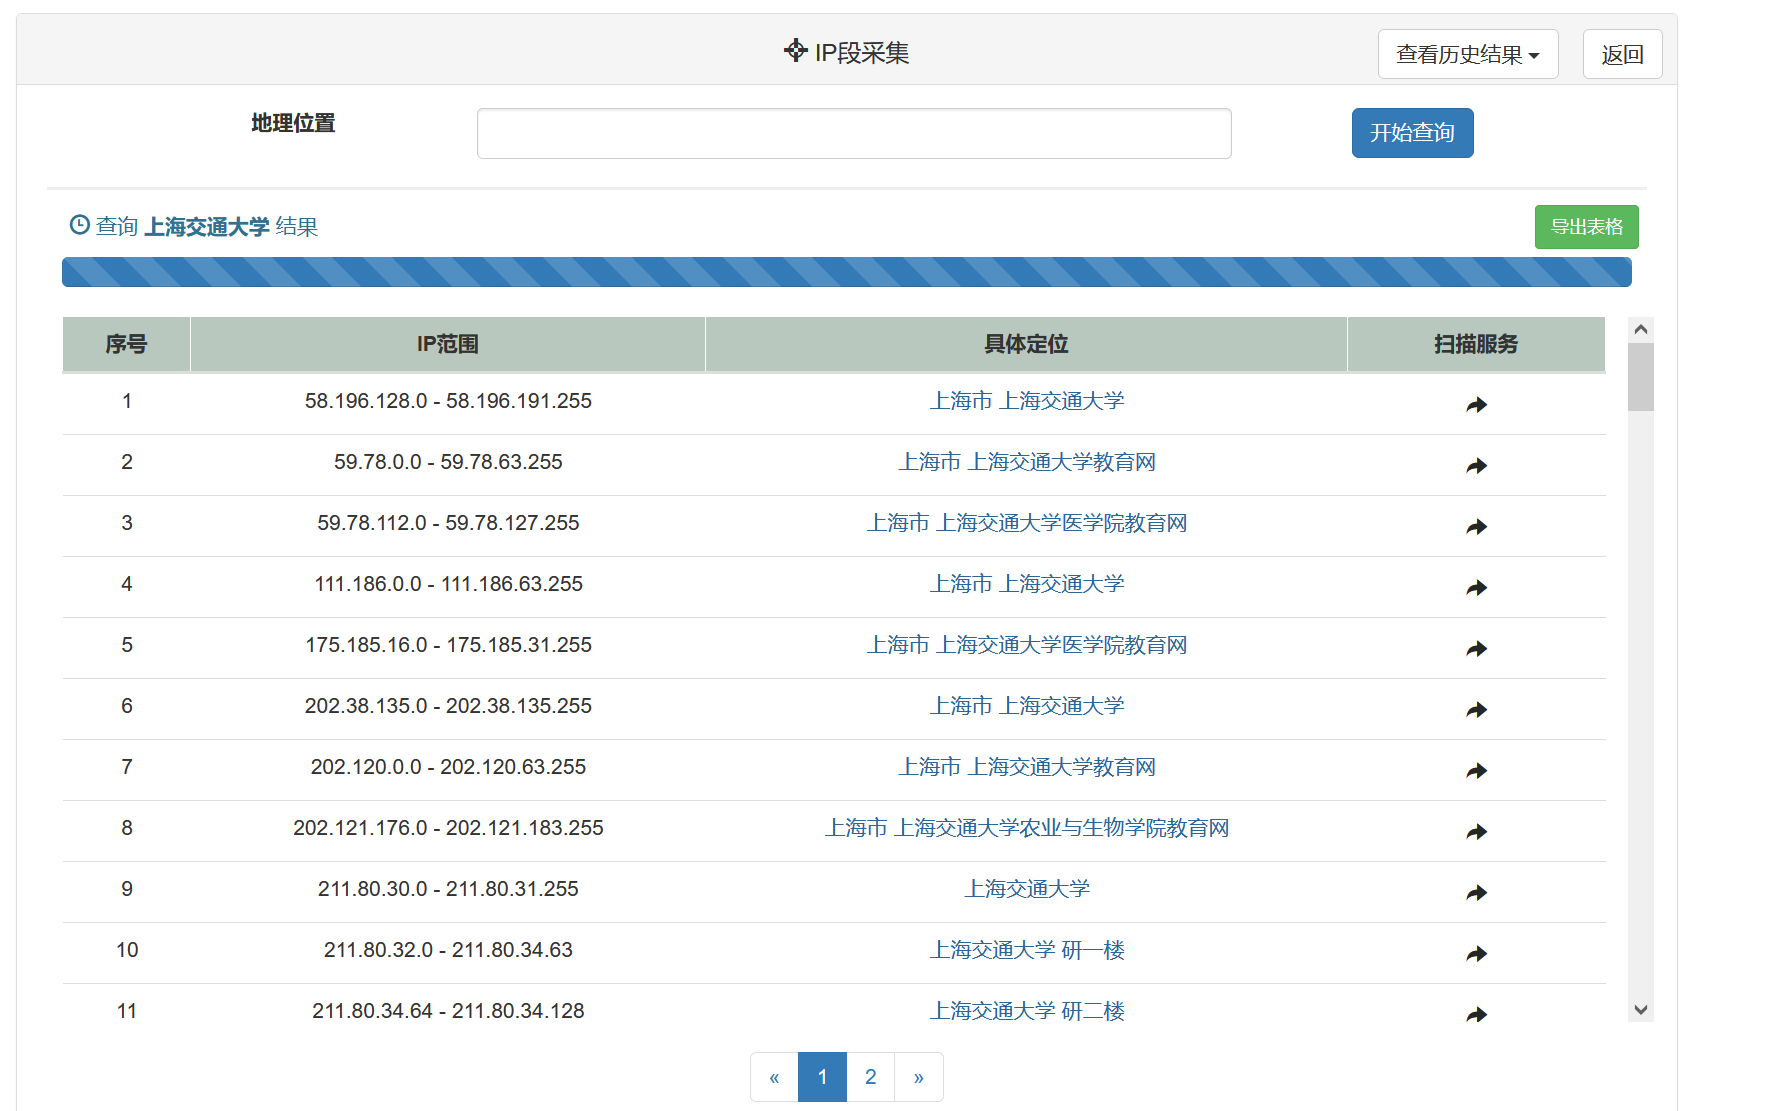 IP段采集
查看历史结果
返回
地理位置
开始查询
查询 上海交通大学 结果
导出表格
序号 IP范围 具体定位 扫描服务
1 58.196.128.0 - 58.196.191.255 上海市 上海交通大学
2 59.78.0.0 - 59.78.63.255 上海市 上海交通大学教育网
3 59.78.112.0 - 59.78.127.255 上海市 上海交通大学医学院教育网
4 111.186.0.0 - 111.186.63.255 上海市 上海交通大学
5 175.185.16.0 - 175.185.31.255 上海市 上海交通大学医学院教育网
6 202.38.135.0 - 202.38.135.255 上海市 上海交通大学
7 202.120.0.0 - 202.120.63.255 上海市 上海交通大学教育网
8 202.121.176.0 - 202.121.183.255 上海市 上海交通大学农业与生物学院教育网
9 211.80.30.0 - 211.80.31.255 上海交通大学
10 211.80.32.0 - 211.80.34.63 上海交通大学 研一楼
11 211.80.34.64 - 211.80.34.128 上海交通大学 研二楼
« 1 2 »